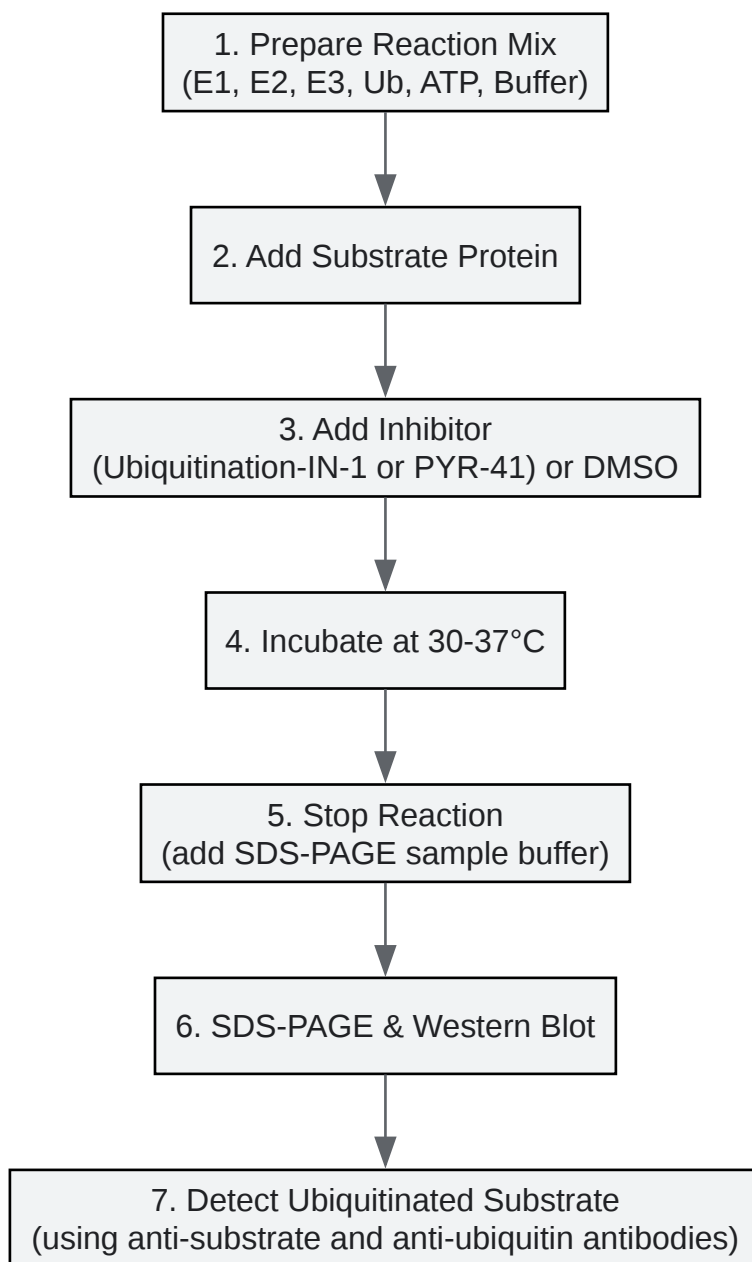 1. Prepare Reaction Mix
(E1, E2, E3, Ub, ATP, Buffer)
2. Add Substrate Protein
3. Add Inhibitor
(Ubiquitination-IN-1 or PYR-41) or DMSO
4. Incubate at 30-37°C
5. Stop Reaction
(add SDS-PAGE sample buffer)
6. SDS-PAGE & Western Blot
7. Detect Ubiquitinated Substrate
(using anti-substrate and anti-ubiquitin antibodies)